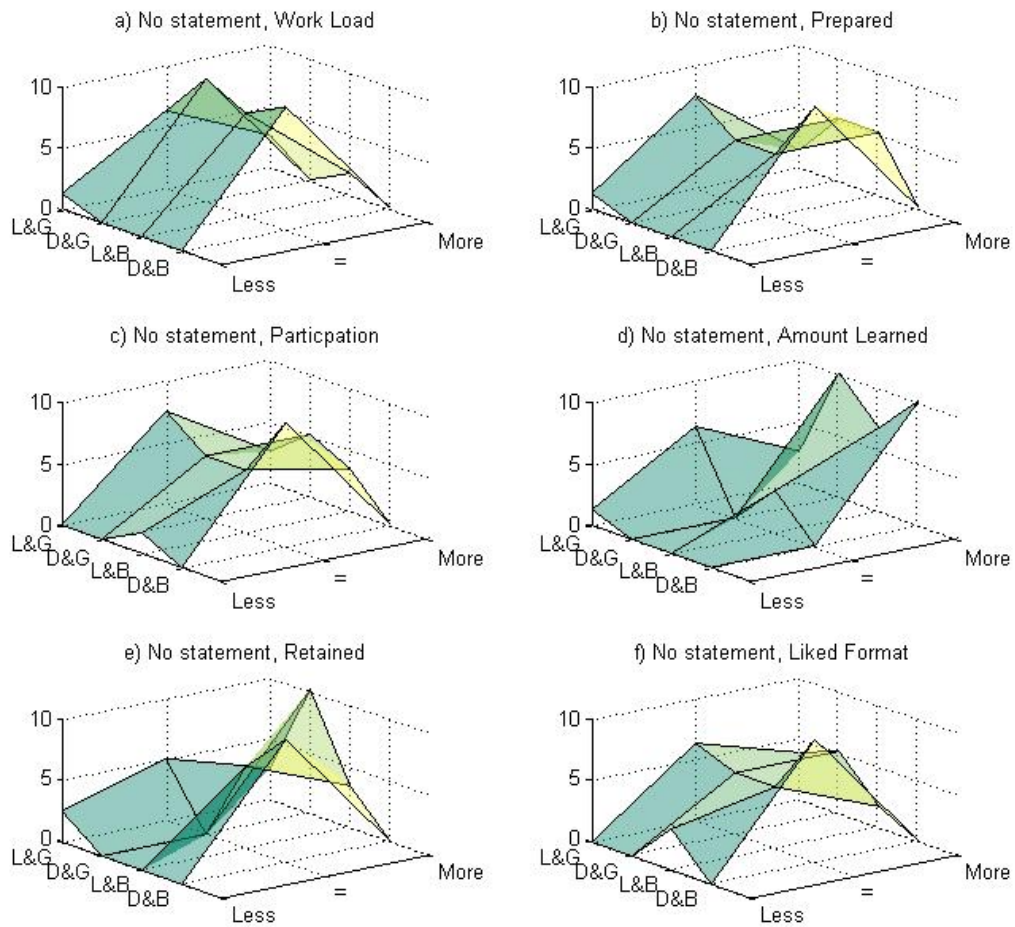 a) No statement, Work Load
10
5
0
L&G
D&G
L&B
D&B
Less
=
More
b) No statement, Prepared
10
5
0
L&G
D&G
L&B
D&B
Less
=
More
c) No statement, Particpation
10
5
0
L&G
D&G
L&B
D&B
Less
=
More
d) No statement, Amount Learned
10
5
0
L&G
D&G
L&B
D&B
Less
=
More
e) No statement, Retained
10
5
0
L&G
D&G
L&B
D&B
Less
=
More
f) No statement, Liked Format
10
5
0
L&G
D&G
L&B
D&B
Less
=
More